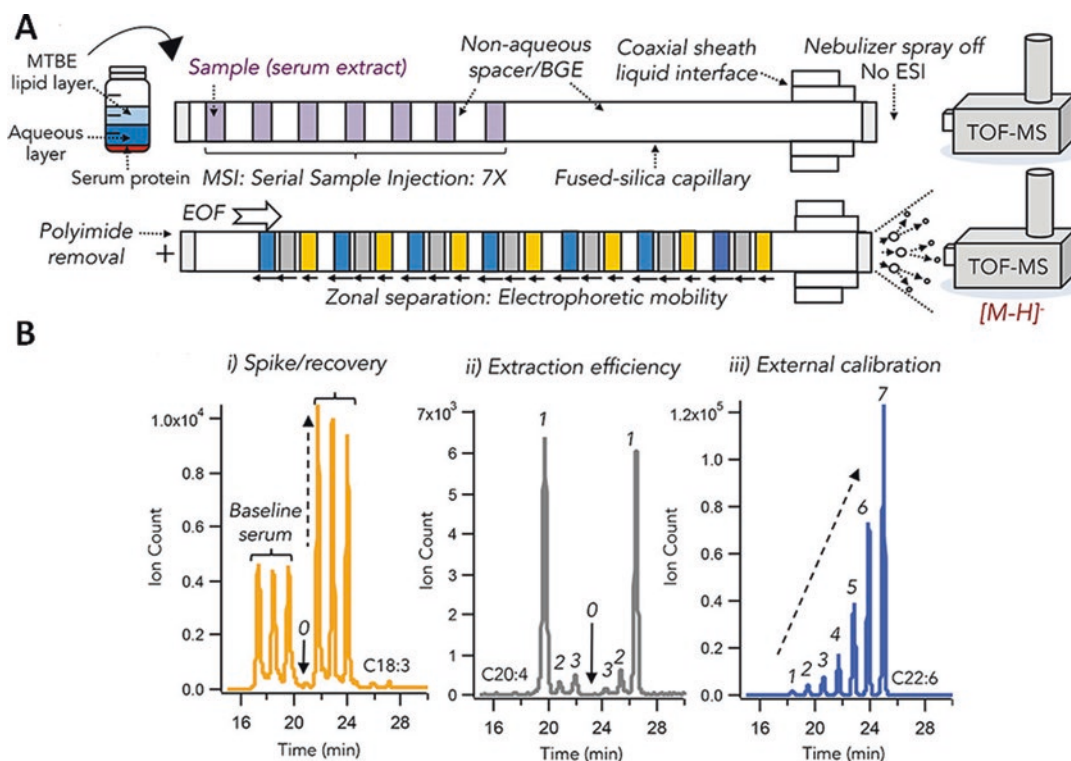 A
MTBE
lipid layer
Aqueous
layer
Serum protein
Sample (serum extract)
Non-aqueous
spacer/BGE
Coaxial sheath
liquid interface
Nebulizer spray off
No ESI
TOF-MS
MSI: Serial Sample Injection: 7X
Fused-silica capillary
EOF
Polyimide
removal
+
TOF-MS
Zonal separation: Electrophoretic mobility
[M-H]-
B
i) Spike/recovery
1.0x10⁴
0.8
0.6
0.4
0.2
0.0
Ion Count
Baseline
serum
0
C18:3
16 20 24 28
Time (min)
ii) Extraction efficiency
7x10³
6
5
4
3
2
1
0
Ion Count
1
1
0
C20:4
2 3
3 2
16 20 24 28
Time (min)
iii) External calibration
1.2x10⁵
1.0
0.8
0.6
0.4
0.2
0.0
Ion Count
7
6
5
4
1 2 3
C22:6
16 20 24 28
Time (min)